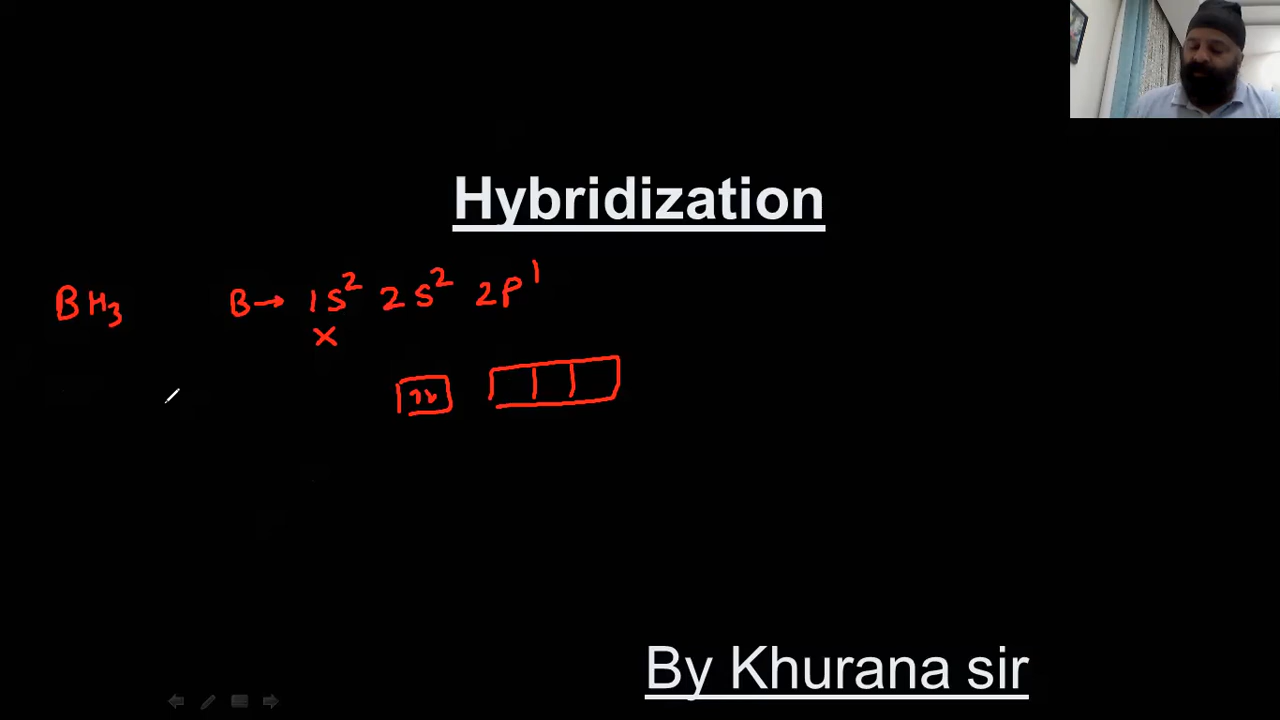 Hybridization
BH3 B→ 1s² 2s² 2p¹
×
↑↓
By Khurana sir